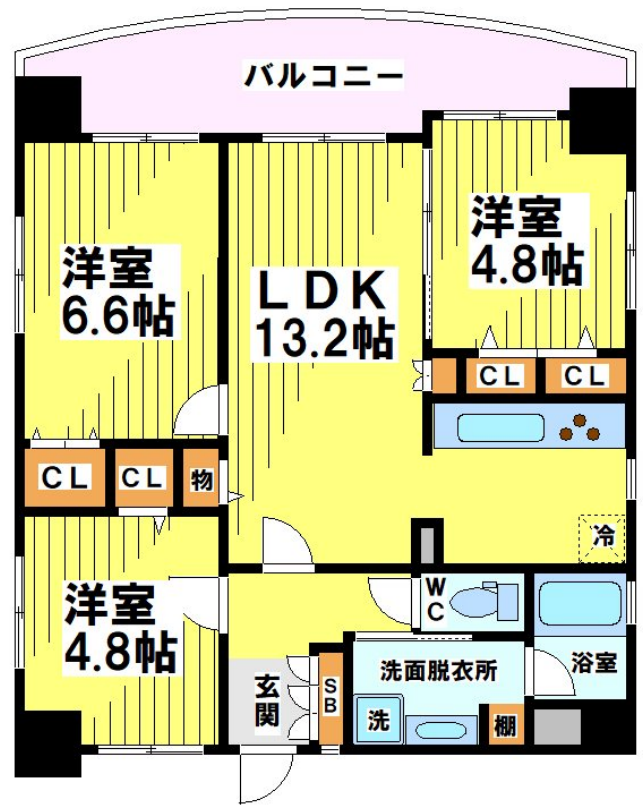 バルコニー
洋室
4.8帖
洋室
6.6帖
LDK
13.2帖
CL
CL
CL
CL
物
冷
洋室
4.8帖
WC
浴室
洗面脱衣所
玄関
SB
洗
棚